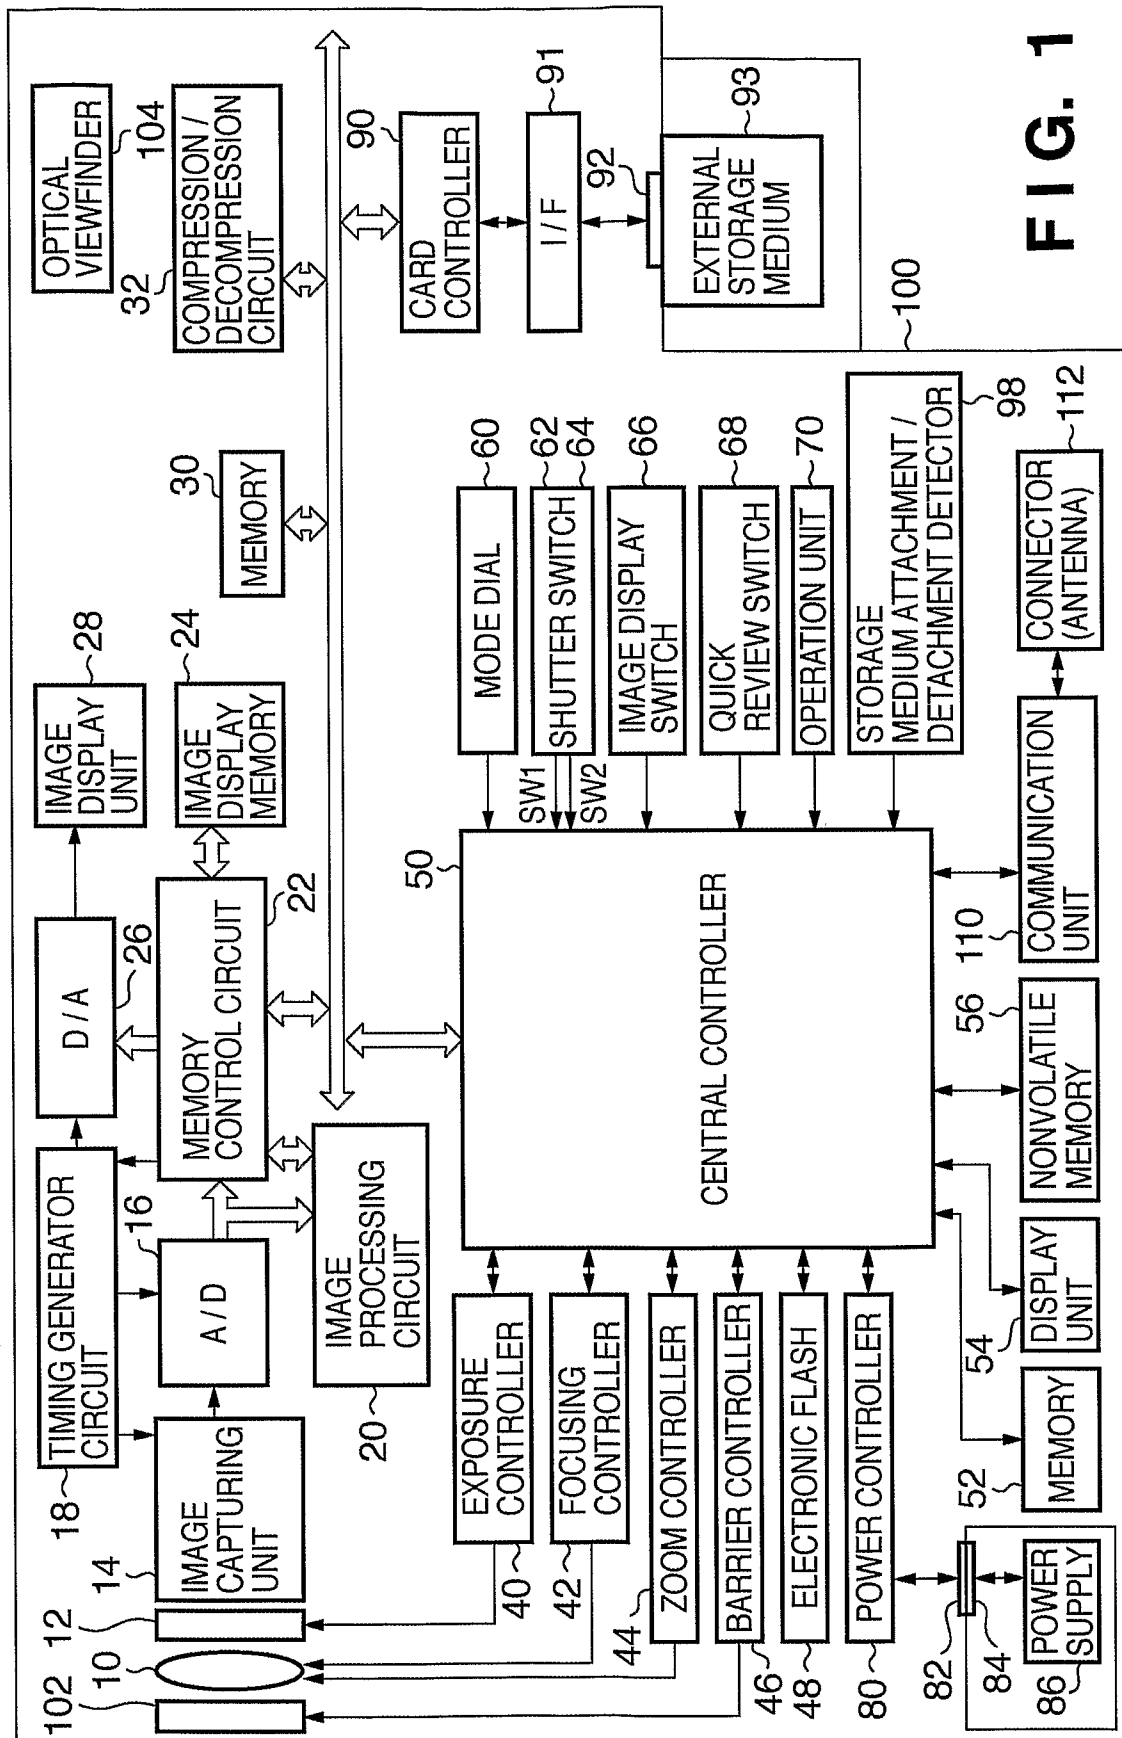 FIG. 1
102
10
12
14
IMAGE
CAPTURING
UNIT
18
TIMING GENERATOR
CIRCUIT
16
A / D
20
IMAGE
PROCESSING
CIRCUIT
D / A
26
MEMORY
CONTROL CIRCUIT
22
IMAGE
DISPLAY
UNIT
28
IMAGE
DISPLAY
MEMORY
24
30
MEMORY
OPTICAL
VIEWFINDER
104
32
COMPRESSION /
DECOMPRESSION
CIRCUIT
90
CARD
CONTROLLER
91
I / F
92
93
EXTERNAL
STORAGE
MEDIUM
100
50
CENTRAL CONTROLLER
EXPOSURE
CONTROLLER
40
FOCUSING
CONTROLLER
42
44
ZOOM CONTROLLER
BARRIER CONTROLLER
46
ELECTRONIC FLASH
48
POWER CONTROLLER
80
82
84
POWER
SUPPLY
86
MODE DIAL
60
SW1
SW2
SHUTTER SWITCH
62
64
IMAGE DISPLAY
SWITCH
66
QUICK
REVIEW SWITCH
68
OPERATION UNIT
70
STORAGE
MEDIUM ATTACHMENT /
DETACHMENT DETECTOR
98
52
MEMORY
54
DISPLAY
UNIT
56
NONVOLATILE
MEMORY
110
COMMUNICATION
UNIT
CONNECTOR
(ANTENNA)
112